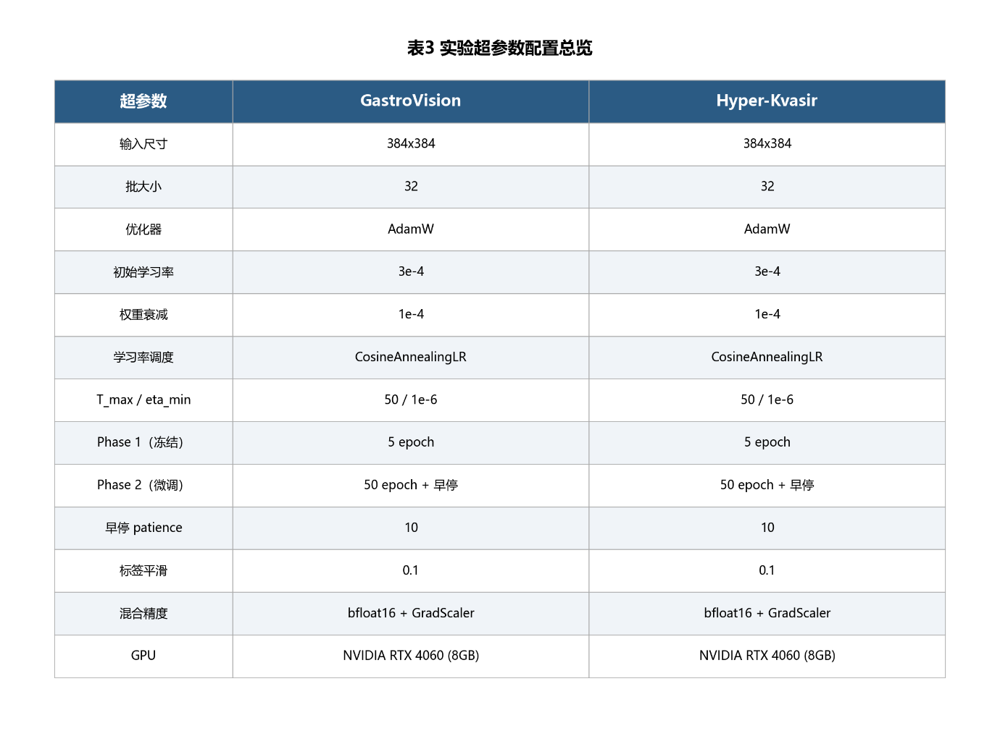 表3 实验超参数配置总览
超参数 GastroVision Hyper-Kvasir
输入尺寸 384x384 384x384
批大小 32 32
优化器 AdamW AdamW
初始学习率 3e-4 3e-4
权重衰减 1e-4 1e-4
学习率调度 CosineAnnealingLR CosineAnnealingLR
T_max / eta_min 50 / 1e-6 50 / 1e-6
Phase 1（冻结） 5 epoch 5 epoch
Phase 2（微调） 50 epoch + 早停 50 epoch + 早停
早停 patience 10 10
标签平滑 0.1 0.1
混合精度 bfloat16 + GradScaler bfloat16 + GradScaler
GPU NVIDIA RTX 4060 (8GB) NVIDIA RTX 4060 (8GB)